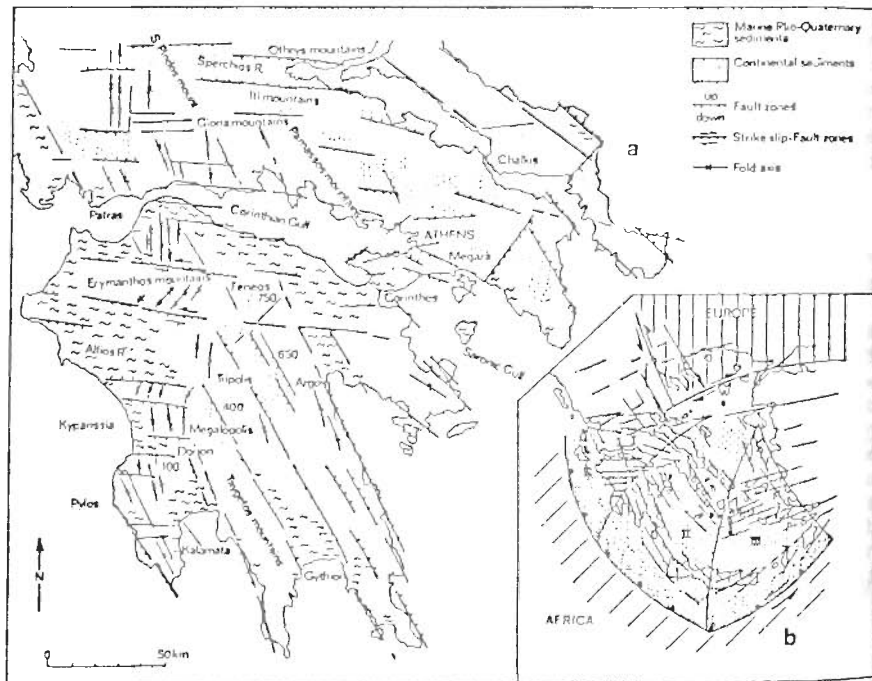 Othrys mountains
Sperchios R.
S. Pindos mount.
Iti mountains
Giona mountains
Parnassos mountains
Chalkis
Patras
Corinthian Gulf
ATHENS
Megara
Erymanthos mountains
Feneos
750
Corinthos
Alfios R.
650
Saronic Gulf
Tripolis
Argos
400
Kyparissia
Megalopolis
Dorion
100
Pylos
Taygetos mountains
Kalamata
Gythion
N
0
50km
a
Marine Plio-Quaternary
sediments
Continental sediments
up
Fault zones
down
Strike slip-Fault zones
Fold axis
EUROPE
II
III
AFRICA
b